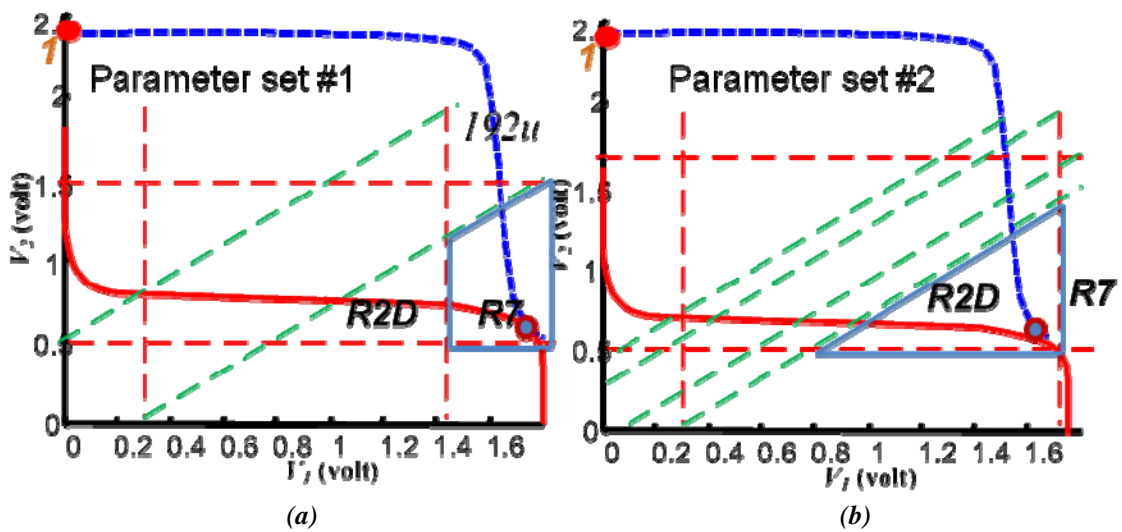 2.
1
Parameter set #1
192u
2
1.5
1
0.5
0
V2 (volt)
R2D
R7
0 0.2 0.4 0.6 0.8 1 1.2 1.4 1.6
V1 (volt)
(a)
2.
1
Parameter set #2
2
1.5
1
0.5
0
V2 (volt)
R2D
R7
0 0.2 0.4 0.6 0.8 1 1.2 1.4 1.6
V1 (volt)
(b)